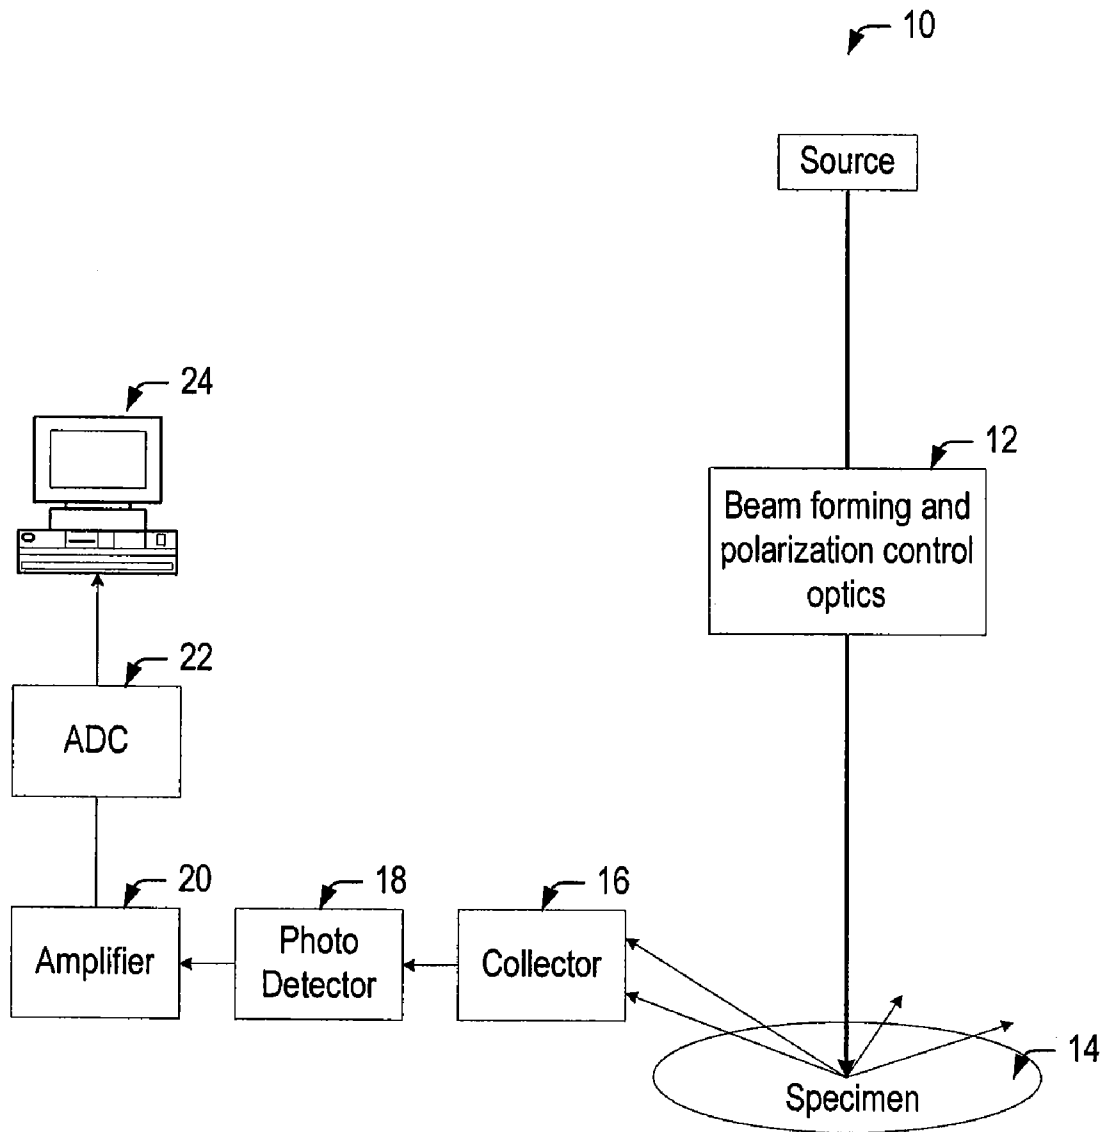 10
Source
24
12
Beam forming and
polarization control
optics
22
ADC
20
18
16
Amplifier
Photo
Detector
Collector
14
Specimen